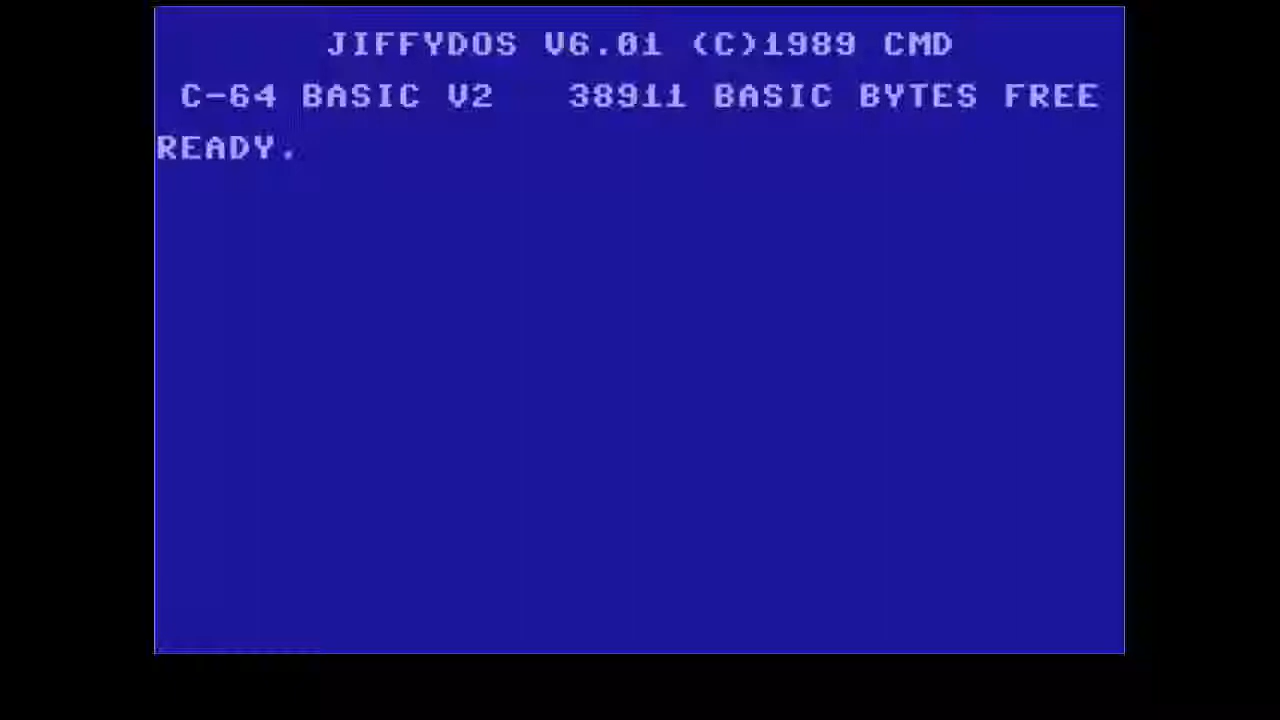 JIFFYDOS V6.01 (C)1989 CMD
C-64 BASIC V2   38911 BASIC BYTES FREE
READY.